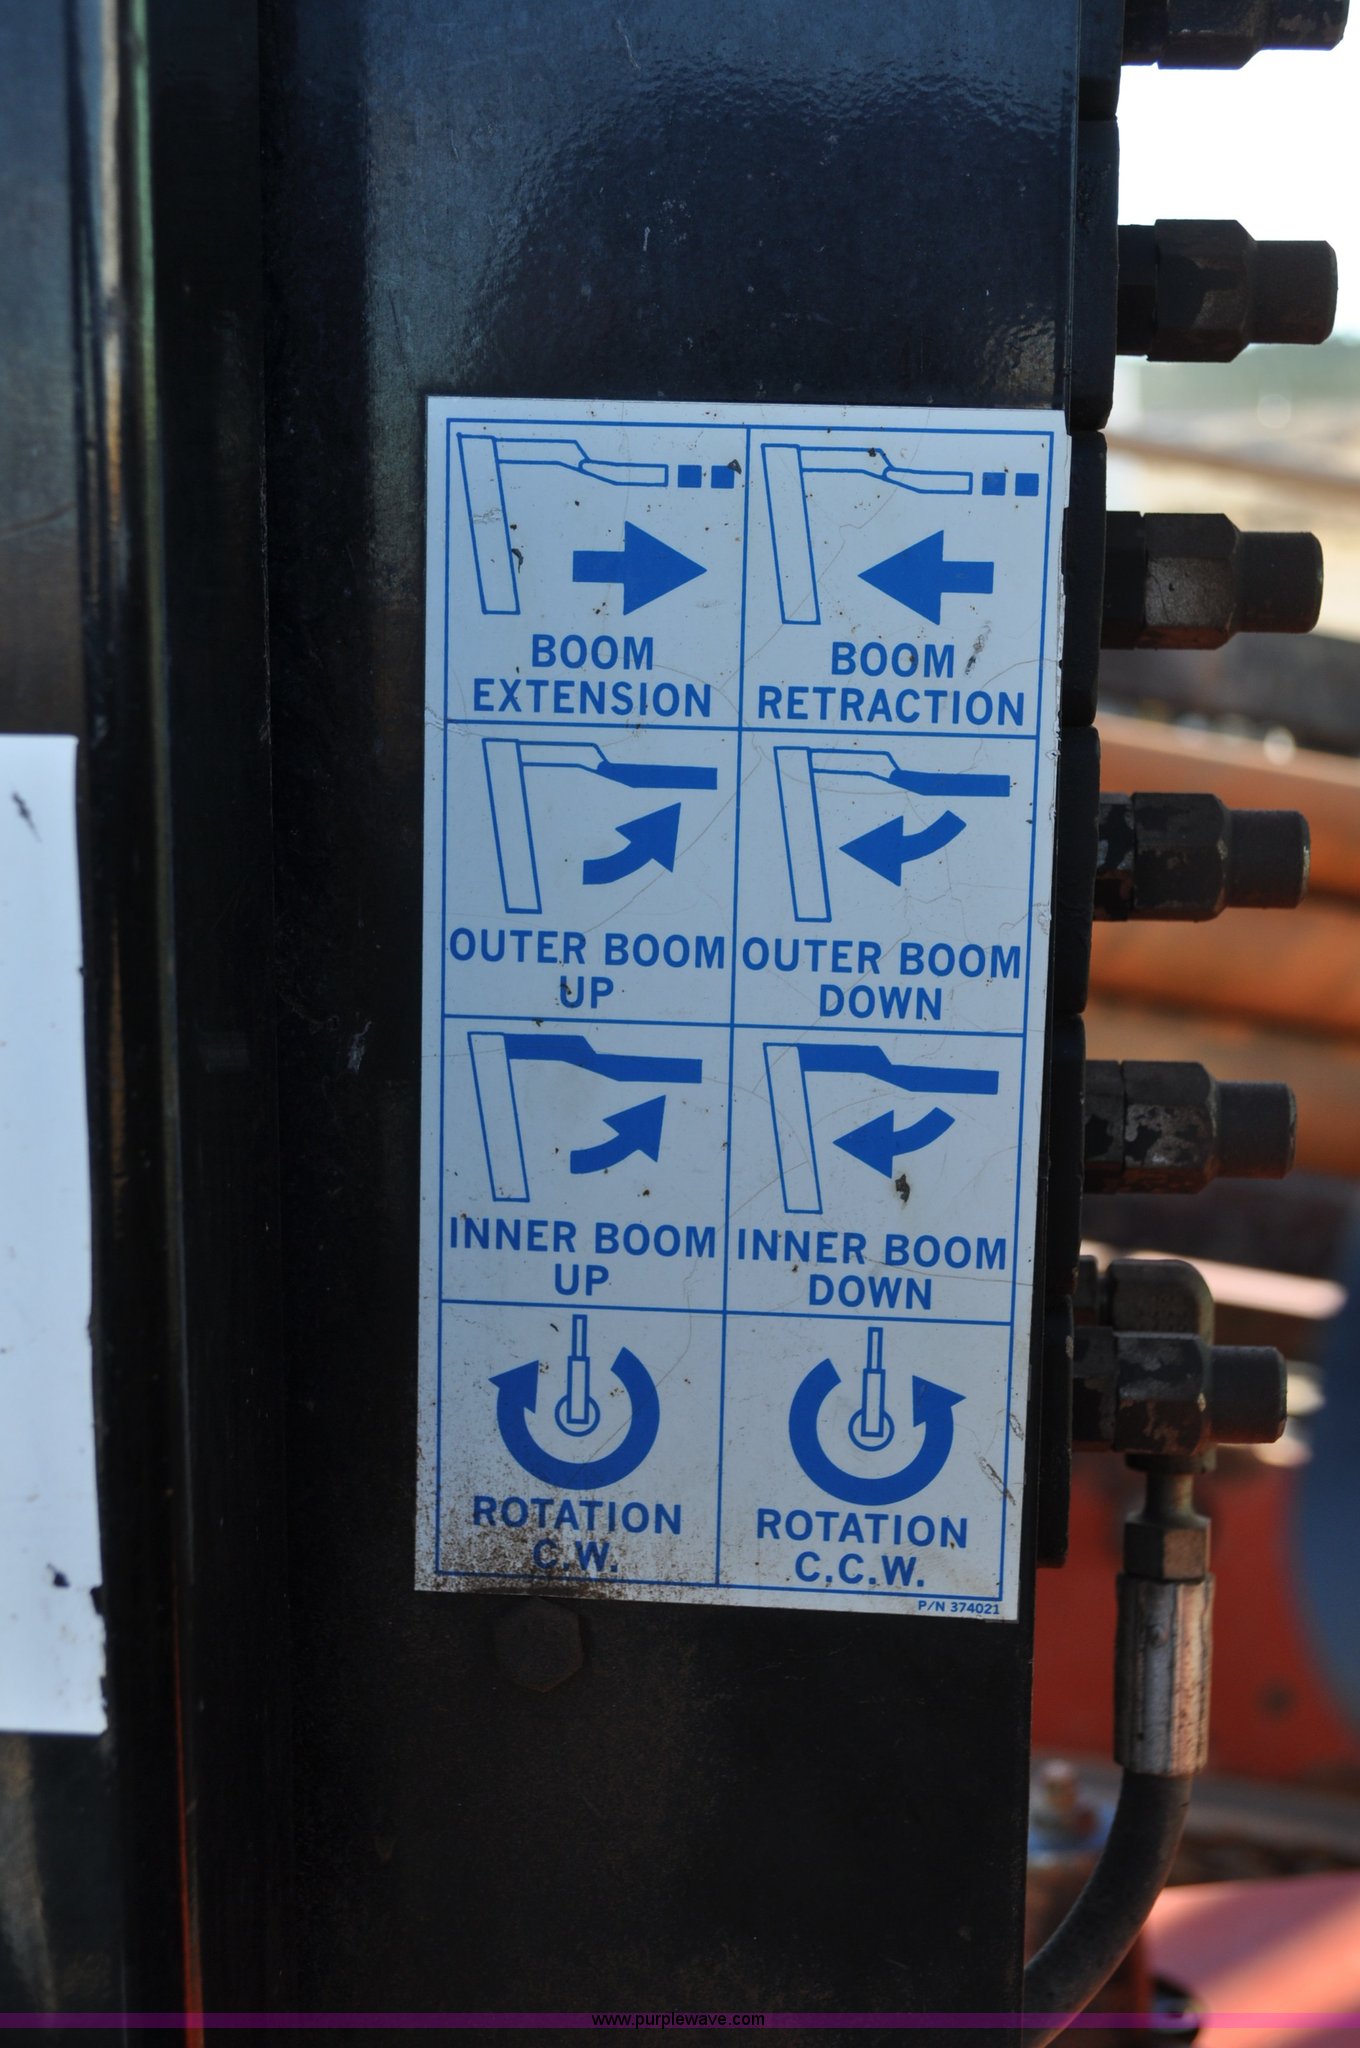 BOOM
EXTENSION
BOOM
RETRACTION
OUTER BOOM
UP
OUTER BOOM
DOWN
INNER BOOM
UP
INNER BOOM
DOWN
ROTATION
C.W.
ROTATION
C.C.W.
P/N 374021
www.purplewave.com